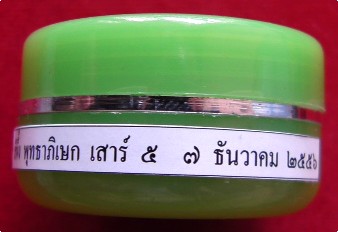 พุทธาภิเษก เสาร์ ๕ ๗ ธันวาคม ๒๕๕๖